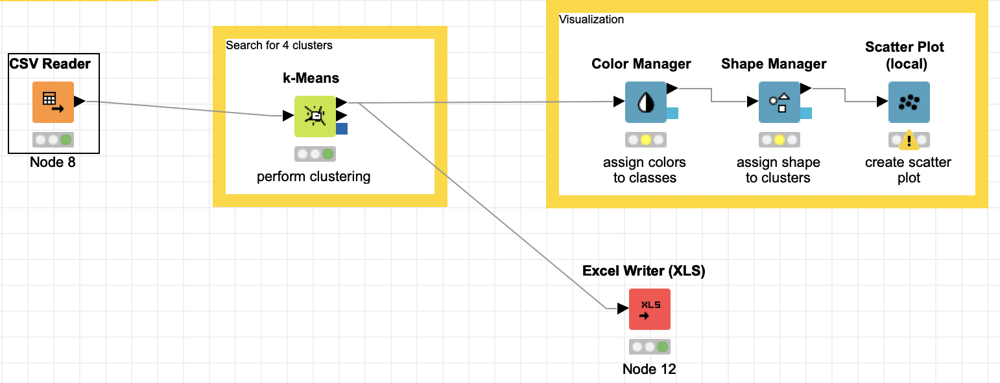 Visualization
Search for 4 clusters
CSV Reader
Node 8
k-Means
perform clustering
Color Manager
assign colors
to classes
Shape Manager
assign shape
to clusters
Scatter Plot
(local)
create scatter
plot
Excel Writer (XLS)
XLS
Node 12